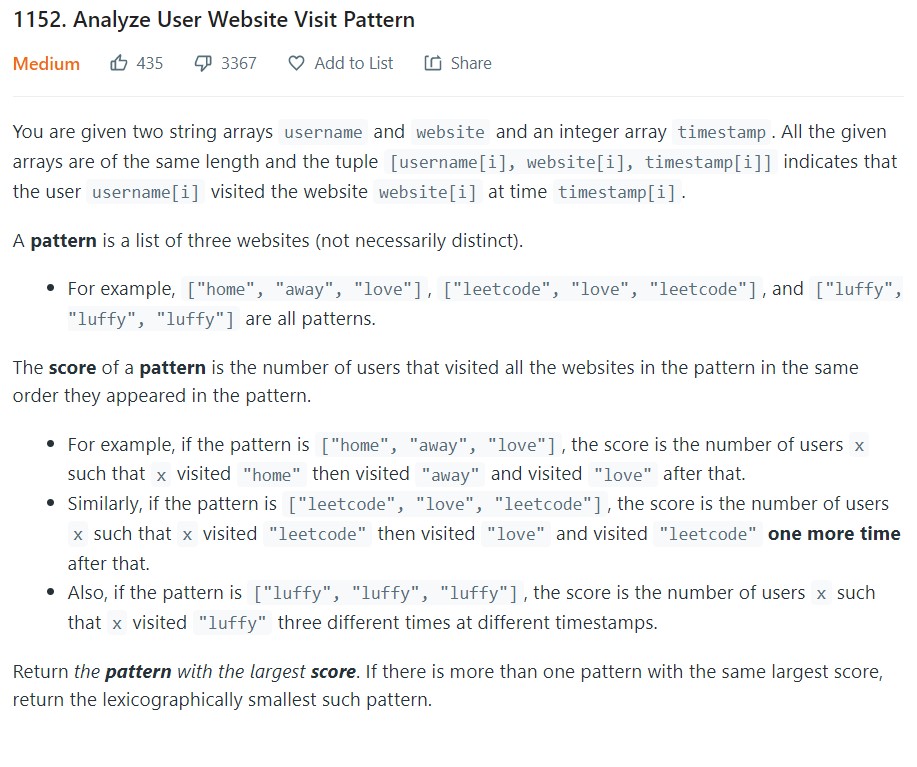 1152. Analyze User Website Visit Pattern
Medium 435 3367 Add to List Share
You are given two string arrays username and website and an integer array timestamp. All the given
arrays are of the same length and the tuple [username[i], website[i], timestamp[i]] indicates that
the user username[i] visited the website website[i] at time timestamp[i].
A pattern is a list of three websites (not necessarily distinct).
• For example, ["home", "away", "love"], ["leetcode", "love", "leetcode"], and ["luffy",
"luffy", "luffy"] are all patterns.
The score of a pattern is the number of users that visited all the websites in the pattern in the same
order they appeared in the pattern.
• For example, if the pattern is ["home", "away", "love"], the score is the number of users x
such that x visited "home" then visited "away" and visited "love" after that.
• Similarly, if the pattern is ["leetcode", "love", "leetcode"], the score is the number of users
x such that x visited "leetcode" then visited "love" and visited "leetcode" one more time
after that.
• Also, if the pattern is ["luffy", "luffy", "luffy"], the score is the number of users x such
that x visited "luffy" three different times at different timestamps.
Return the pattern with the largest score. If there is more than one pattern with the same largest score,
return the lexicographically smallest such pattern.